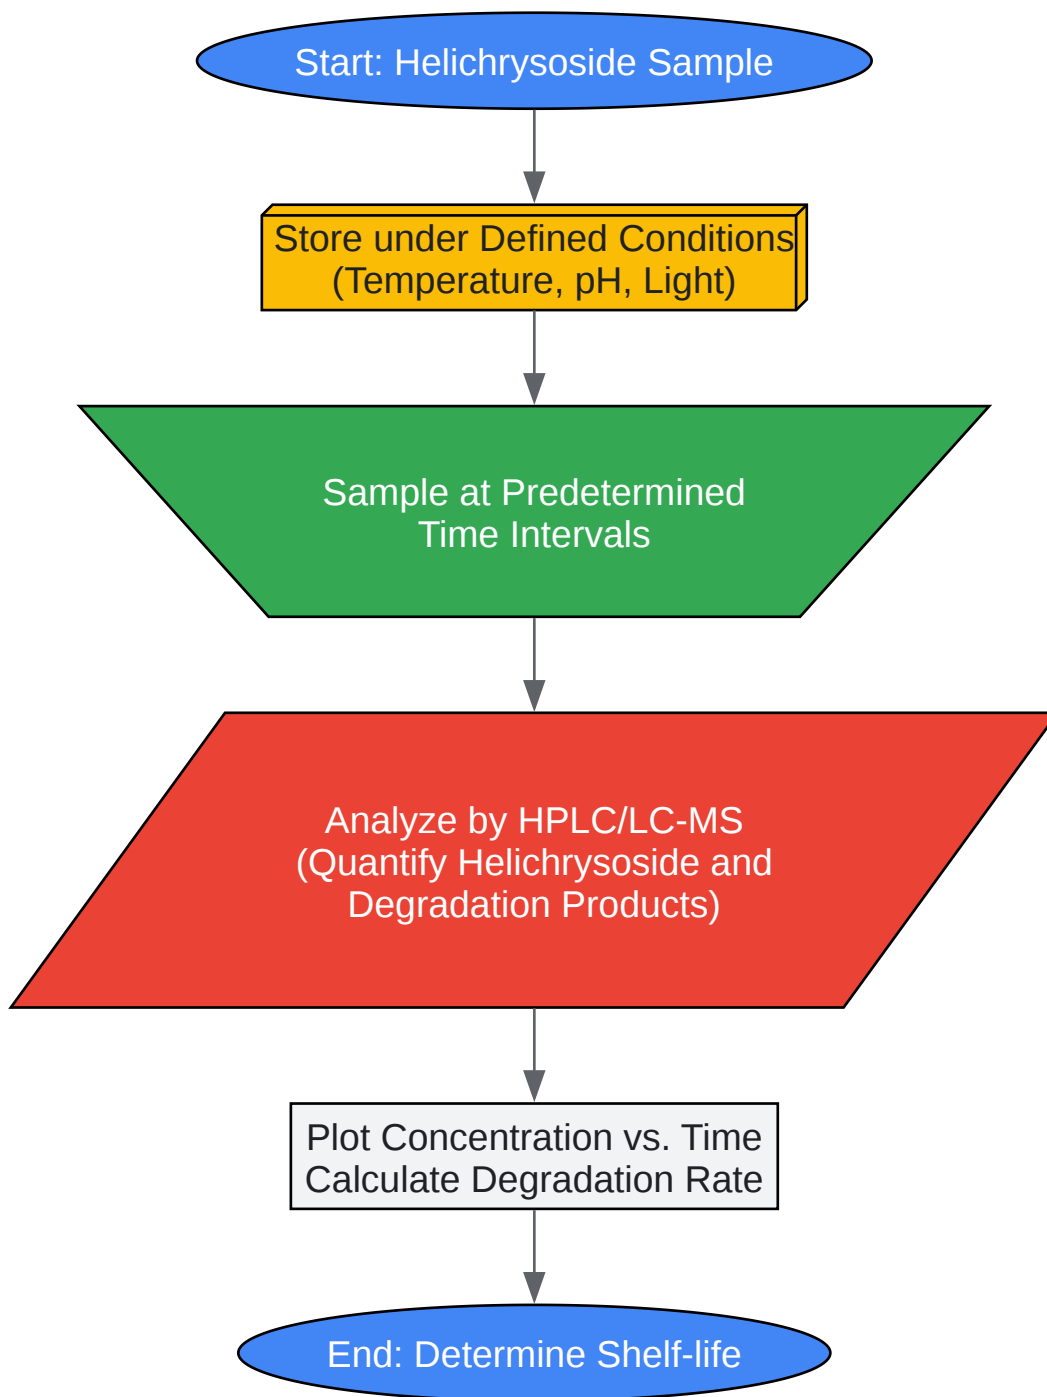 Start: Helichrysoside Sample
Store under Defined Conditions
(Temperature, pH, Light)
Sample at Predetermined
Time Intervals
Analyze by HPLC/LC-MS
(Quantify Helichrysoside and
Degradation Products)
Plot Concentration vs. Time
Calculate Degradation Rate
End: Determine Shelf-life